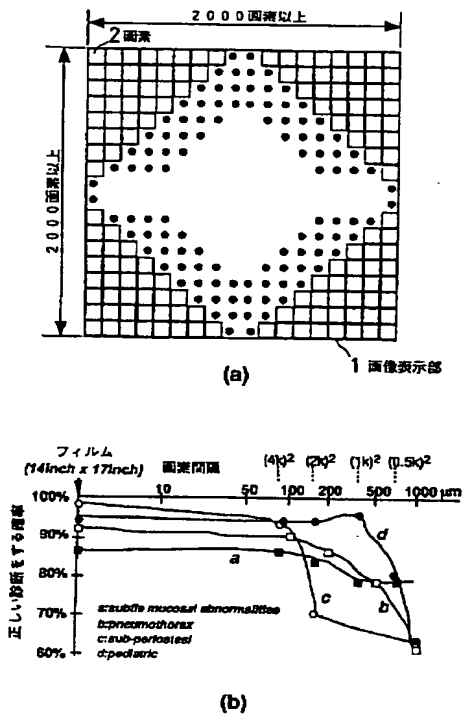 2000画素以上
2 画素
2000画素以上
1 画像表示部
(a)
フィルム
(14inch x 17inch)
画素間隔
(4k)² (2k)² (1k)² (0.5k)²
10 50 100 500 1000 μm
正しい診断をする確率
100%
90%
80%
70%
60%
a
b
c
d
a:subtle mucosal abnormalities
b:pneumothorax
c:sub-periosteal
d:pediatric
(b)